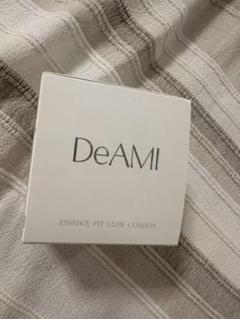 DeAMI
ESSENCE FIT GLOW CUSHION